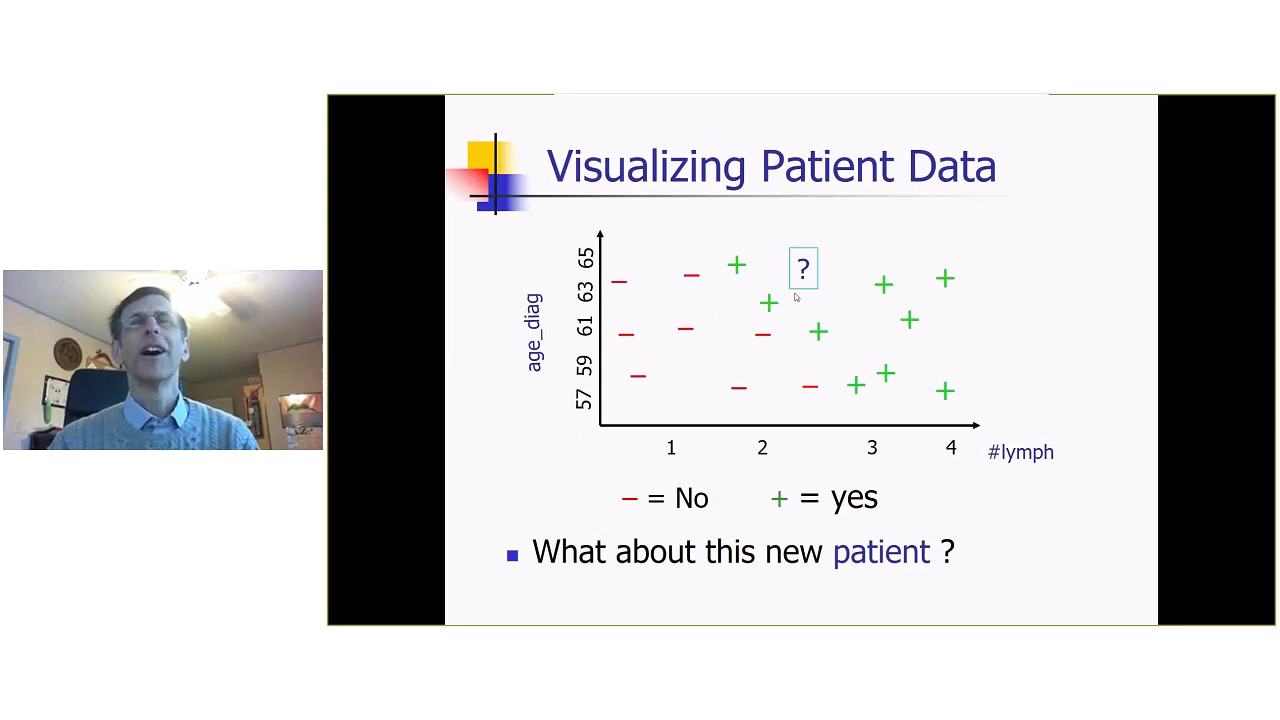 Visualizing Patient Data
65
63
61
59
57
age_diag
?
1 2 3 4
#lymph
− = No + = yes
What about this new patient ?